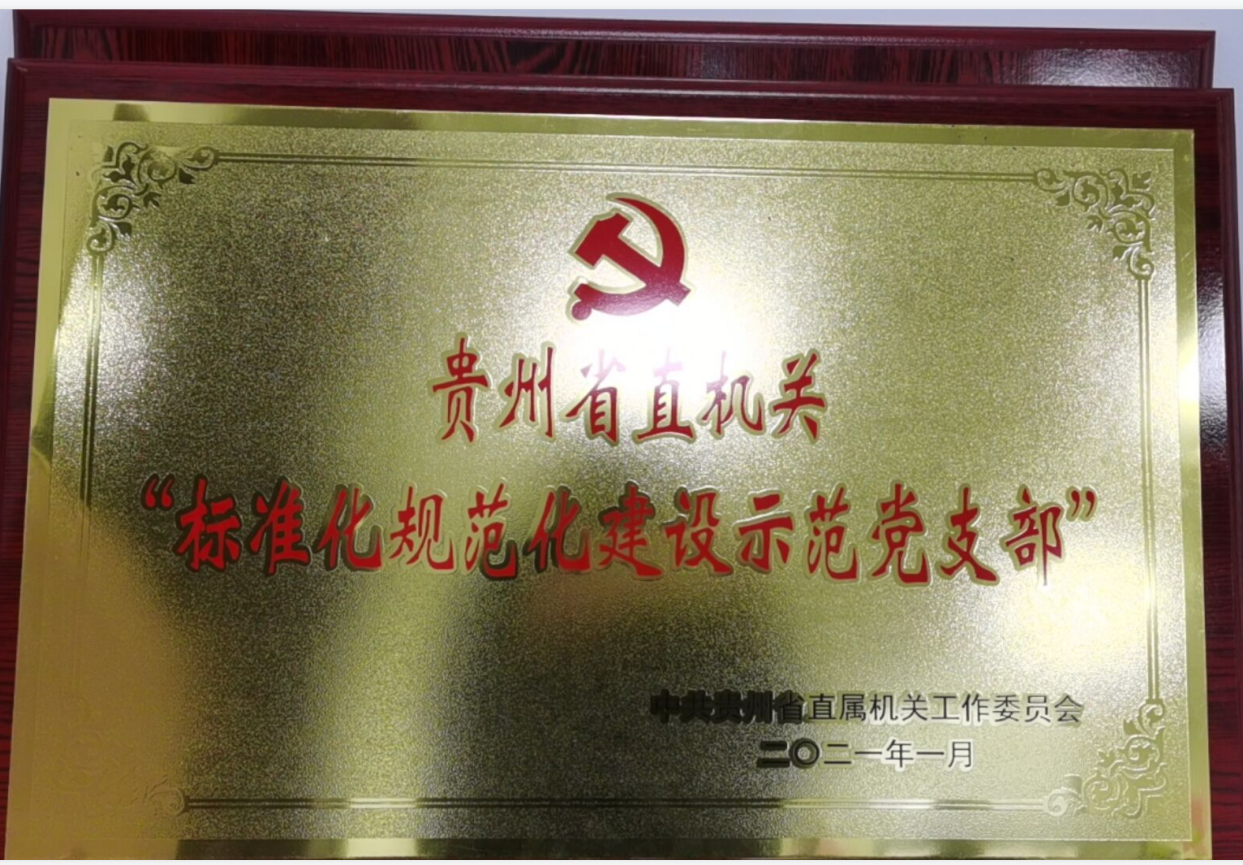 贵州省直机关
“标准化规范化建设示范党支部”
中共贵州省直属机关工作委员会
二〇二一年一月